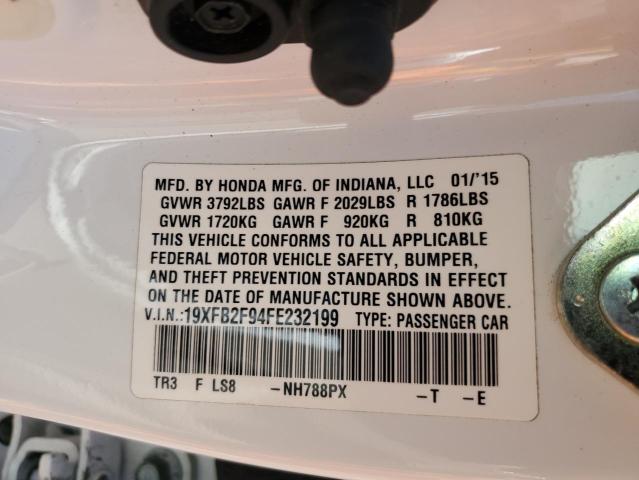 MFD. BY HONDA MFG. OF INDIANA, LLC 01/'15
GVWR 3792LBS GAWR F 2029LBS R 1786LBS
GVWR 1720KG GAWR F 920KG R 810KG
THIS VEHICLE CONFORMS TO ALL APPLICABLE
FEDERAL MOTOR VEHICLE SAFETY, BUMPER,
AND THEFT PREVENTION STANDARDS IN EFFECT
ON THE DATE OF MANUFACTURE SHOWN ABOVE.
V.I.N.:19XFB2F94FE232199 TYPE: PASSENGER CAR
TR3 F LS8 -NH788PX -T -E